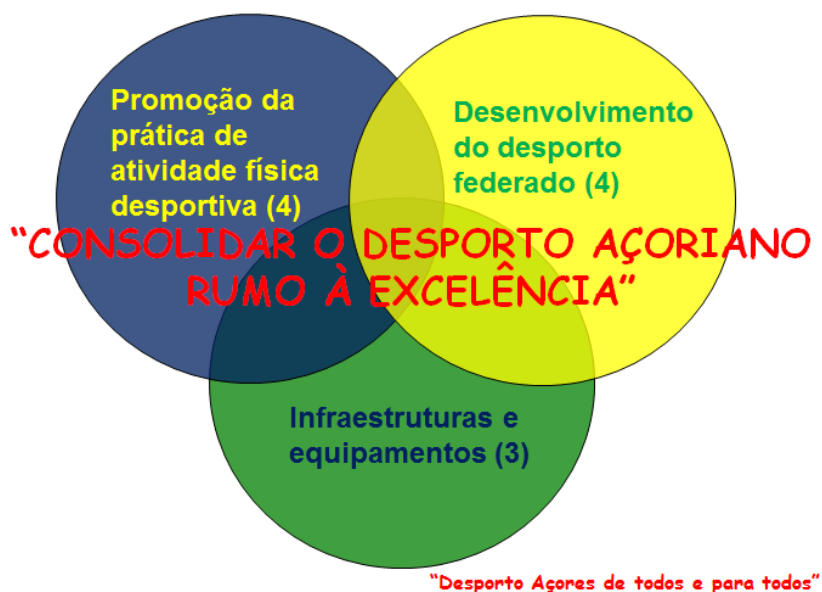 Promoção da
prática de
atividade física
desportiva (4)
Desenvolvimento
do desporto
federado (4)
“CONSOLIDAR O DESPORTO AÇORIANO
RUMO À EXCELÊNCIA”
Infraestruturas e
equipamentos (3)
“Desporto Açores de todos e para todos”